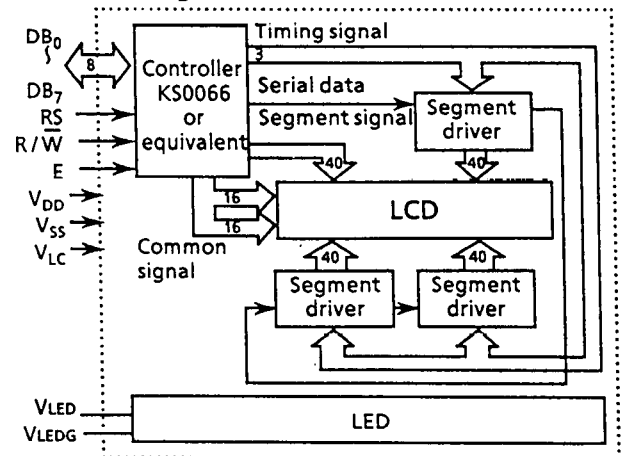 DB0
8
DB7
RS
R / W̅
E
VDD
VSS
VLC
Controller
KS0066
or
equivalent
Timing signal
3
Serial data
Segment signal
Segment
driver
40
40
16
16
LCD
Common
signal
40
40
Segment
driver
Segment
driver
VLED
VLEDG
LED